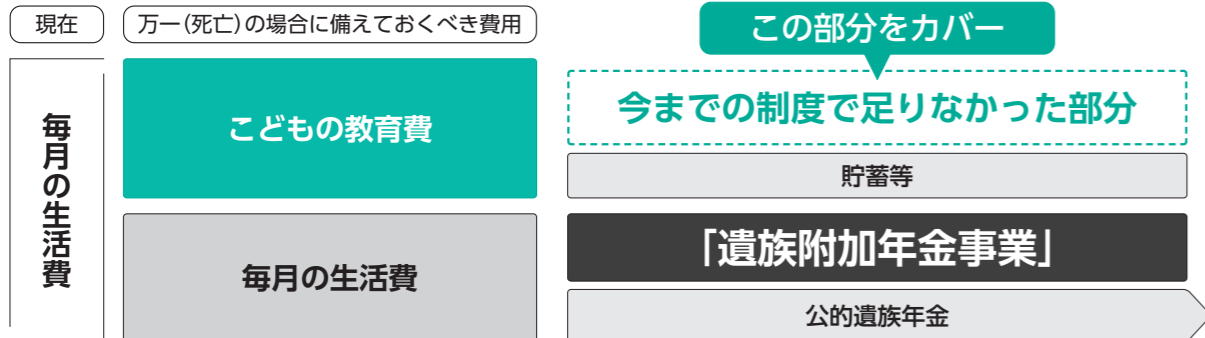 現在
万一(死亡)の場合に備えておくべき費用
この部分をカバー
毎月の生活費
こどもの教育費
今までの制度で足りなかった部分
貯蓄等
毎月の生活費
「遺族附加年金事業」
公的遺族年金